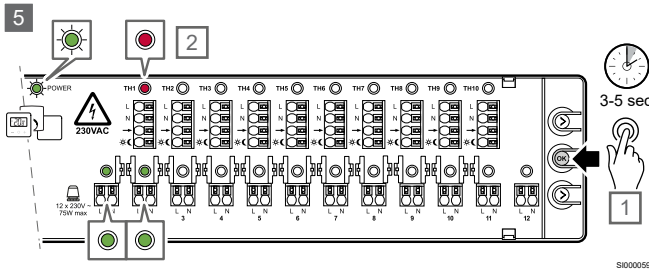 5
2
POWER
TH1 TH2 TH3 TH4 TH5 TH6 TH7 TH8 TH9 TH10
230VAC
L
N
3-5 sec
OK
1
12 x 230V ~
75W max
L N L N L N L N L N L N L N L N L N L N L N L N
3 4 5 6 7 8 9 10 11 12
SI000059